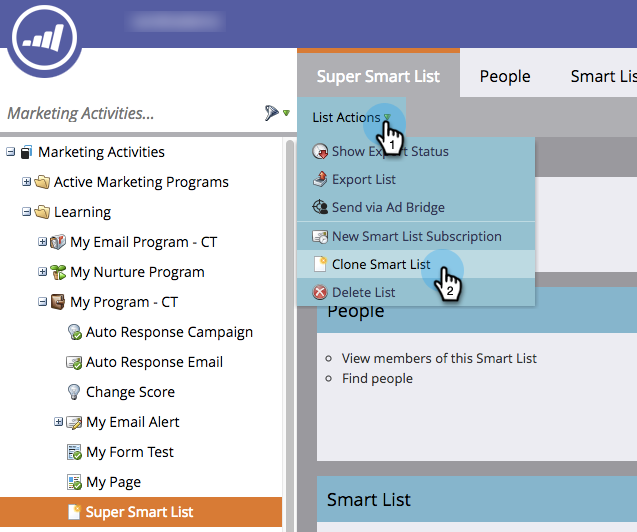 Super Smart List
People
Smart Lis
Marketing Activities...
List Actions
1
Show Export Status
Export List
Send via Ad Bridge
New Smart List Subscription
Clone Smart List
2
Delete List
Marketing Activities
Active Marketing Programs
Learning
My Email Program - CT
My Nurture Program
My Program - CT
Auto Response Campaign
Auto Response Email
Change Score
My Email Alert
My Form Test
My Page
Super Smart List
People
View members of this Smart List
Find people
Smart List